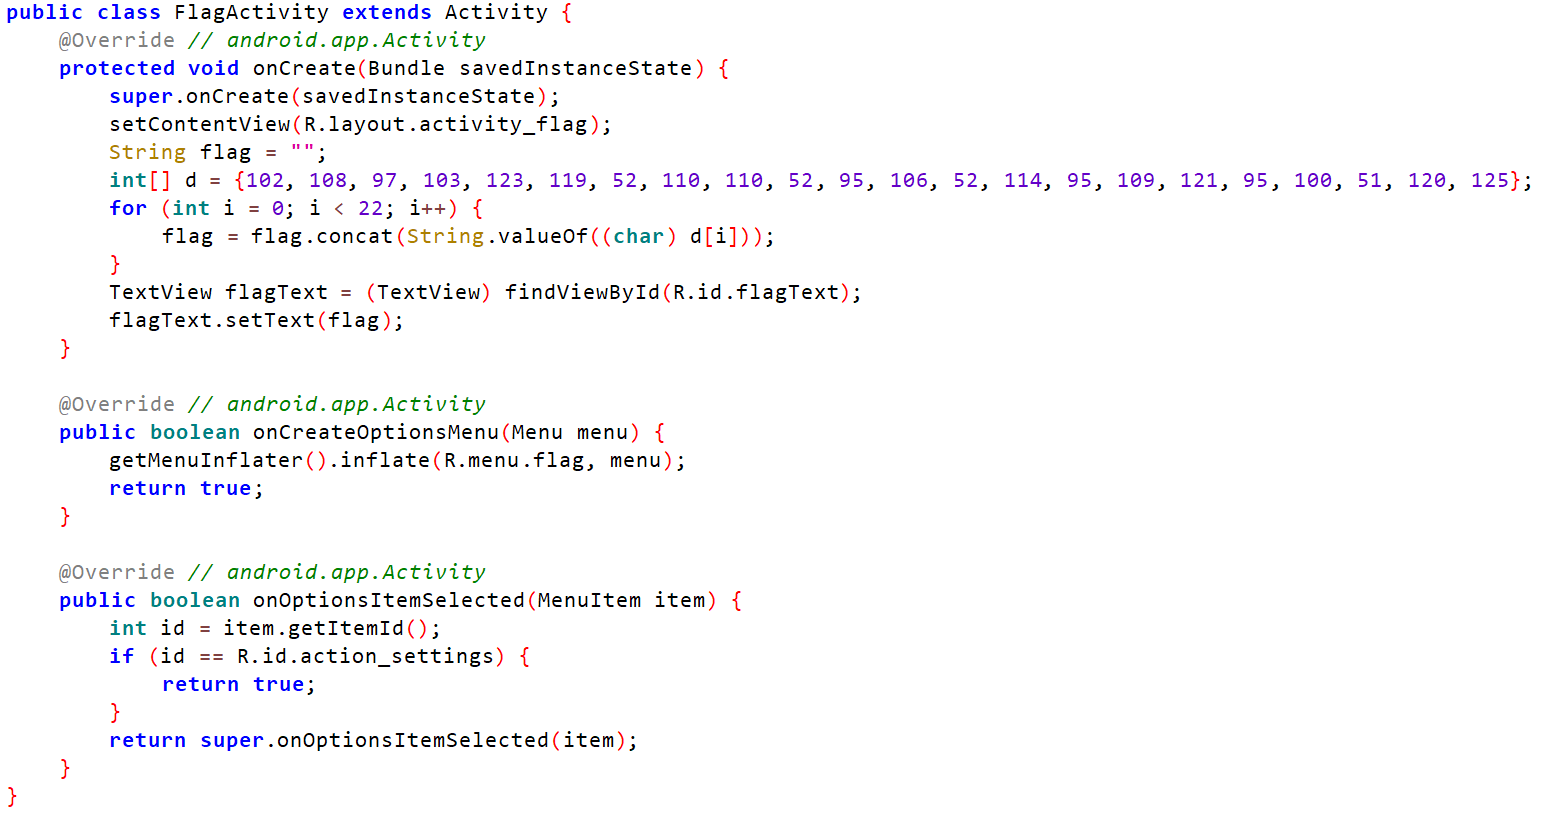 public class FlagActivity extends Activity {
    @Override // android.app.Activity
    protected void onCreate(Bundle savedInstanceState) {
        super.onCreate(savedInstanceState);
        setContentView(R.layout.activity_flag);
        String flag = "";
        int[] d = {102, 108, 97, 103, 123, 119, 52, 110, 110, 52, 95, 106, 52, 114, 95, 109, 121, 95, 100, 51, 120, 125};
        for (int i = 0; i < 22; i++) {
            flag = flag.concat(String.valueOf((char) d[i]));
        }
        TextView flagText = (TextView) findViewById(R.id.flagText);
        flagText.setText(flag);
    }

    @Override // android.app.Activity
    public boolean onCreateOptionsMenu(Menu menu) {
        getMenuInflater().inflate(R.menu.flag, menu);
        return true;
    }

    @Override // android.app.Activity
    public boolean onOptionsItemSelected(MenuItem item) {
        int id = item.getItemId();
        if (id == R.id.action_settings) {
            return true;
        }
        return super.onOptionsItemSelected(item);
    }
}